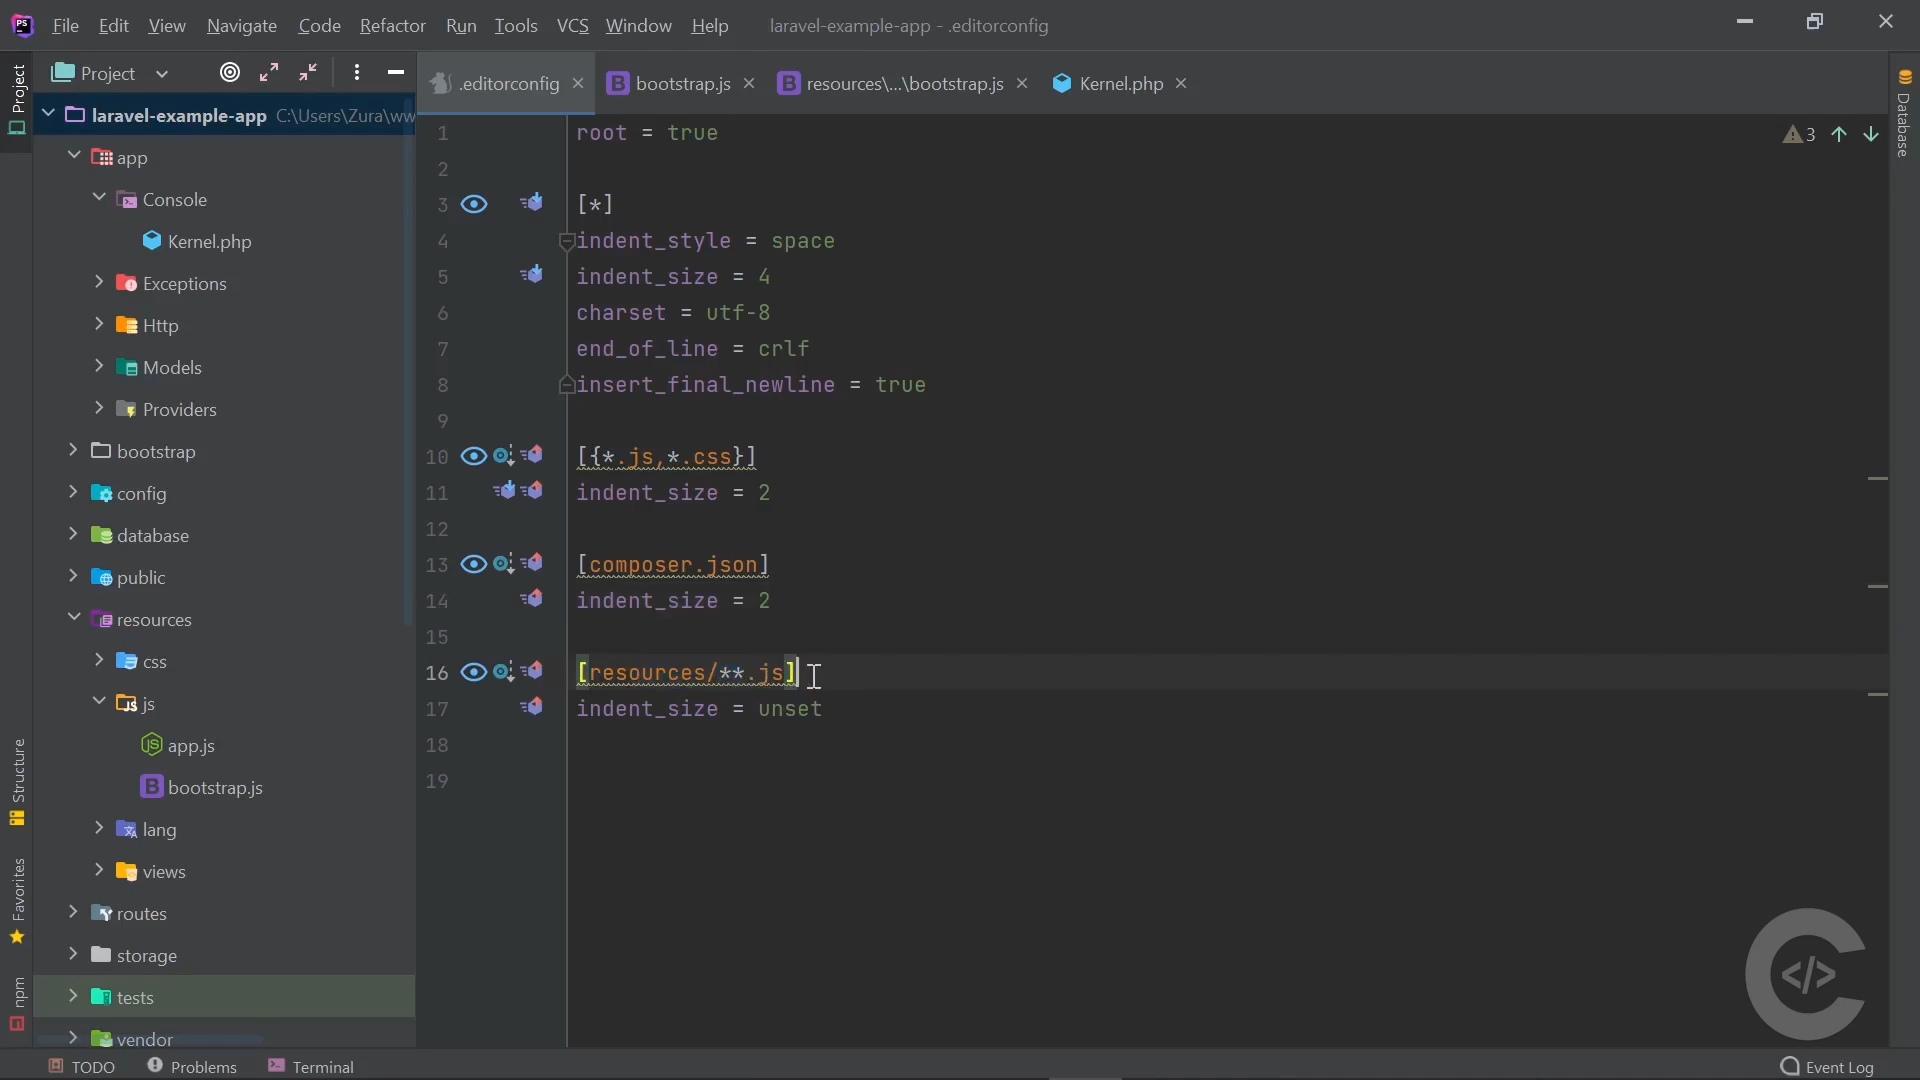 File Edit View Navigate Code Refactor Run Tools VCS Window Help laravel-example-app - .editorconfig
Project
.editorconfig
bootstrap.js
resources\...\bootstrap.js
Kernel.php
Project
laravel-example-app C:\Users\Zura\ww
app
Console
Kernel.php
Exceptions
Http
Models
Providers
bootstrap
config
database
public
resources
css
js
app.js
bootstrap.js
lang
views
routes
storage
tests
vendor
Structure
Favorites
npm
1 root = true
2
3 [*]
4 indent_style = space
5 indent_size = 4
6 charset = utf-8
7 end_of_line = crlf
8 insert_final_newline = true
9
10 [{*.js,*.css}]
11 indent_size = 2
12
13 [composer.json]
14 indent_size = 2
15
16 [resources/**.js]
17 indent_size = unset
18
19
3
Database
TODO Problems Terminal
Event Log